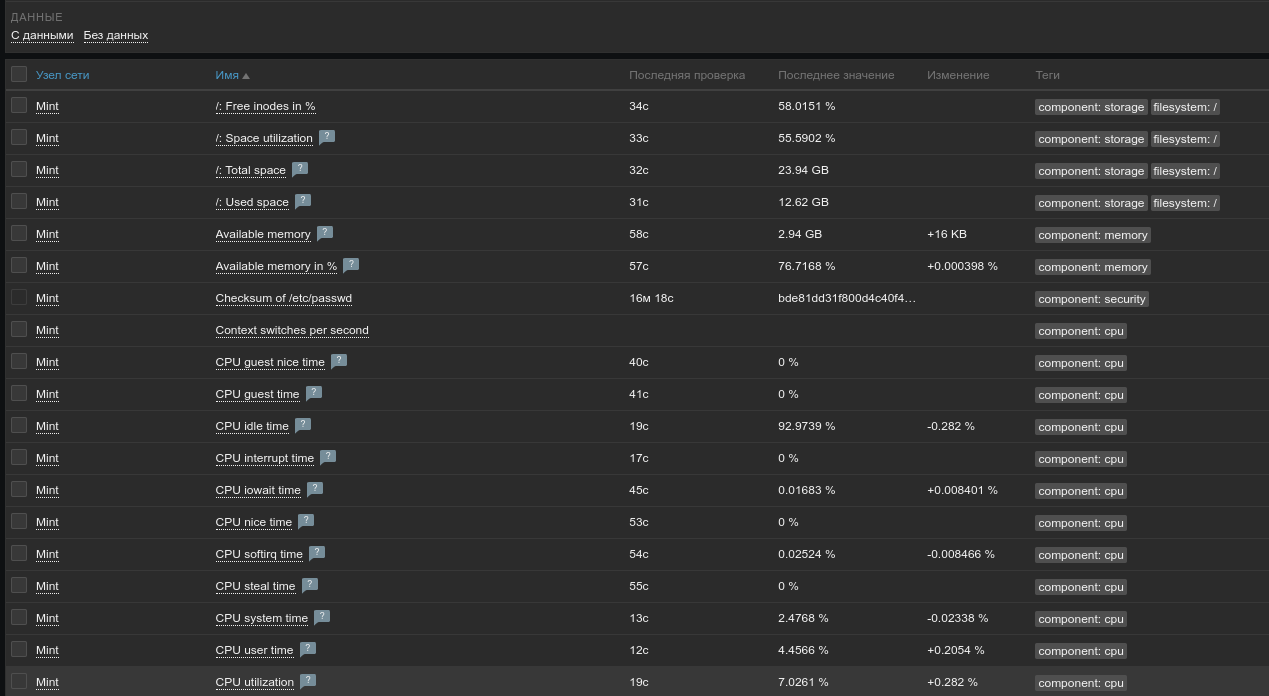 ДАННЫЕ
С данными Без данных
Узел сети Имя ▲ Последняя проверка Последнее значение Изменение Теги
Mint /: Free inodes in % 34с 58.0151 % component: storage filesystem: /
Mint /: Space utilization ? 33с 55.5902 % component: storage filesystem: /
Mint /: Total space ? 32с 23.94 GB component: storage filesystem: /
Mint /: Used space ? 31с 12.62 GB component: storage filesystem: /
Mint Available memory ? 58с 2.94 GB +16 KB component: memory
Mint Available memory in % ? 57с 76.7168 % +0.000398 % component: memory
Mint Checksum of /etc/passwd 16м 18с bde81dd31f800d4c40f4… component: security
Mint Context switches per second component: cpu
Mint CPU guest nice time ? 40с 0 % component: cpu
Mint CPU guest time ? 41с 0 % component: cpu
Mint CPU idle time ? 19с 92.9739 % -0.282 % component: cpu
Mint CPU interrupt time ? 17с 0 % component: cpu
Mint CPU iowait time ? 45с 0.01683 % +0.008401 % component: cpu
Mint CPU nice time ? 53с 0 % component: cpu
Mint CPU softirq time ? 54с 0.02524 % -0.008466 % component: cpu
Mint CPU steal time ? 55с 0 % component: cpu
Mint CPU system time ? 13с 2.4768 % -0.02338 % component: cpu
Mint CPU user time ? 12с 4.4566 % +0.2054 % component: cpu
Mint CPU utilization ? 19с 7.0261 % +0.282 % component: cpu